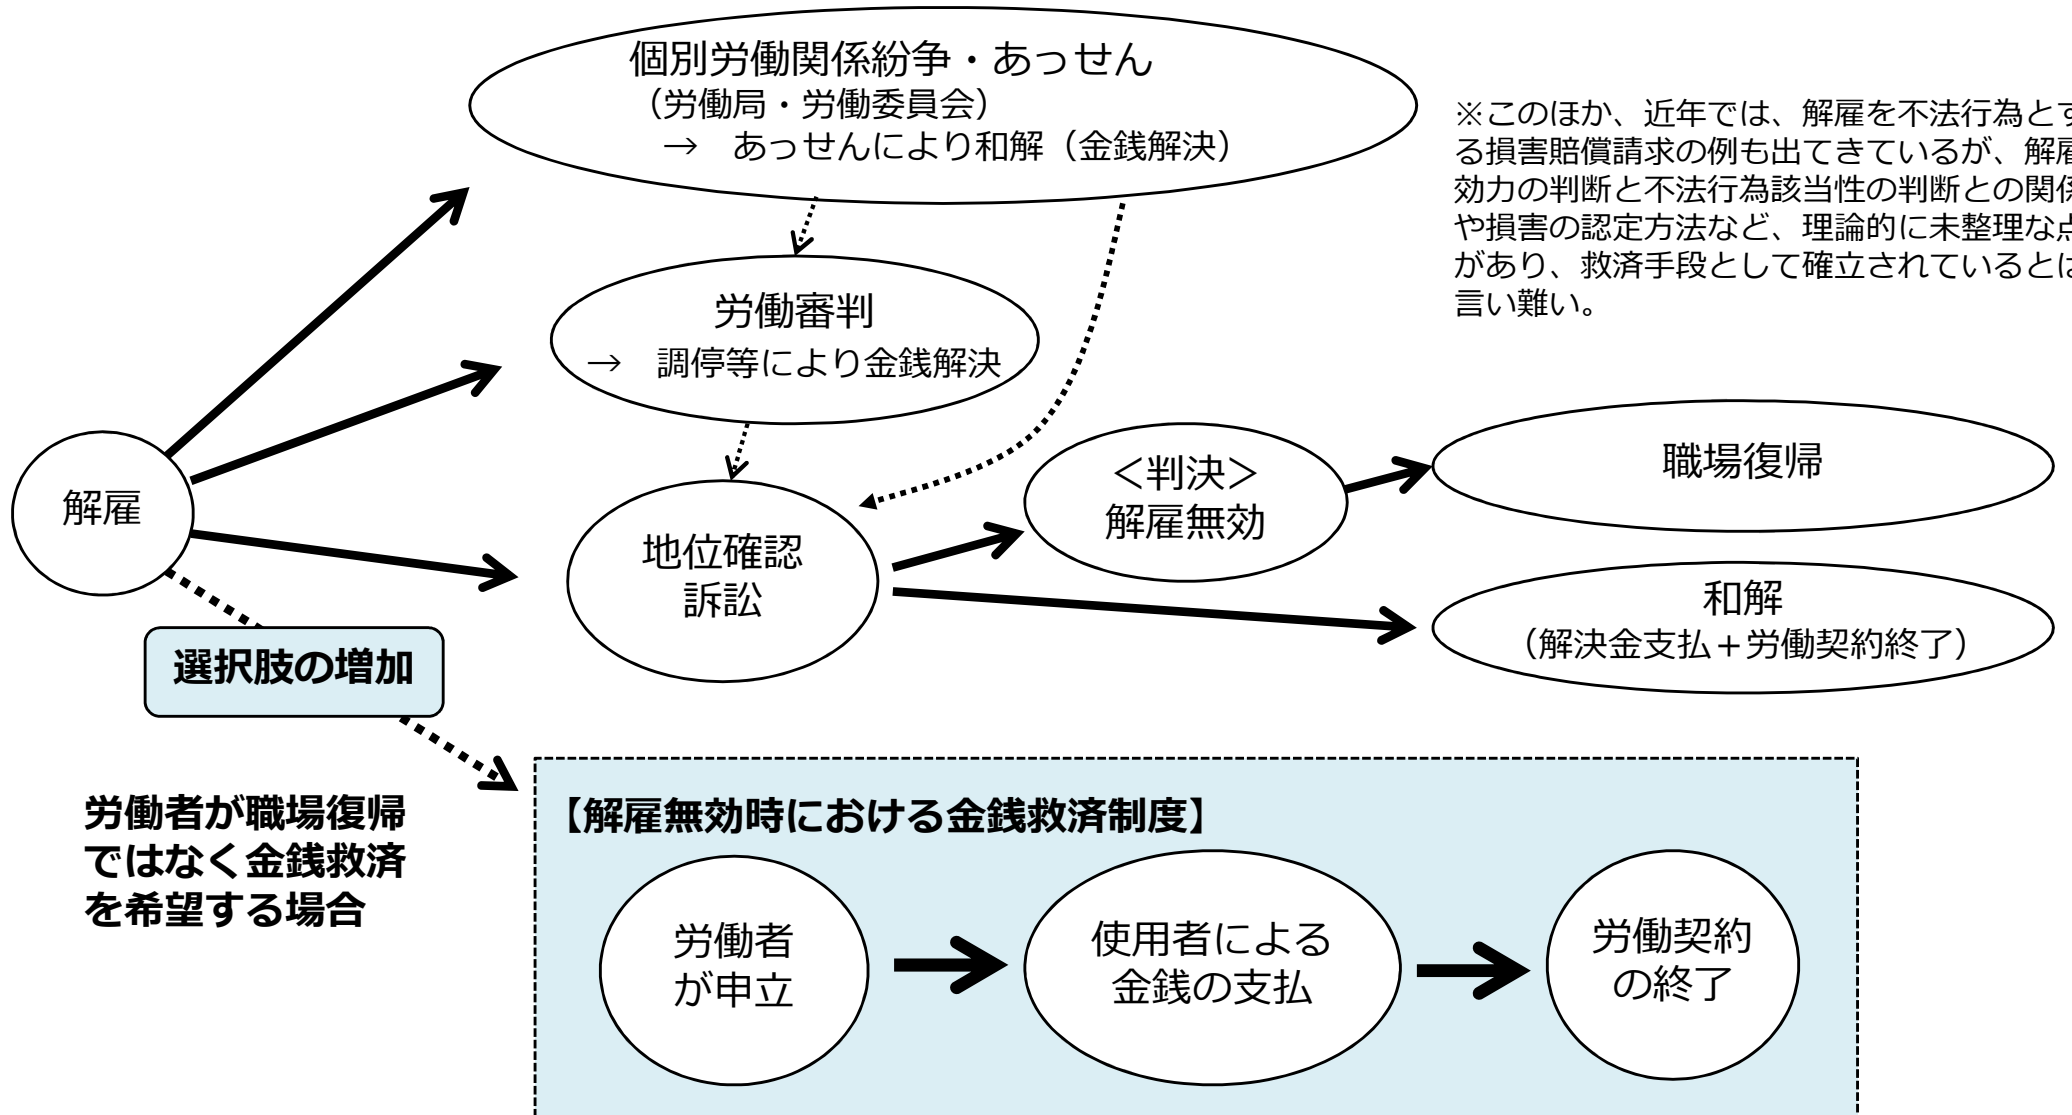 個別労働関係紛争・あっせん
（労働局・労働委員会）
→ あっせんにより和解（金銭解決）
※このほか、近年では、解雇を不法行為とす
る損害賠償請求の例も出てきているが、解雇
効力の判断と不法行為該当性の判断との関係
や損害の認定方法など、理論的に未整理な点
があり、救済手段として確立されているとは
言い難い。
労働審判
→ 調停等により金銭解決
解雇
地位確認
訴訟
＜判決＞
解雇無効
職場復帰
和解
（解決金支払＋労働契約終了）
選択肢の増加
労働者が職場復帰
ではなく金銭救済
を希望する場合
【解雇無効時における金銭救済制度】
労働者
が申立
使用者による
金銭の支払
労働契約
の終了